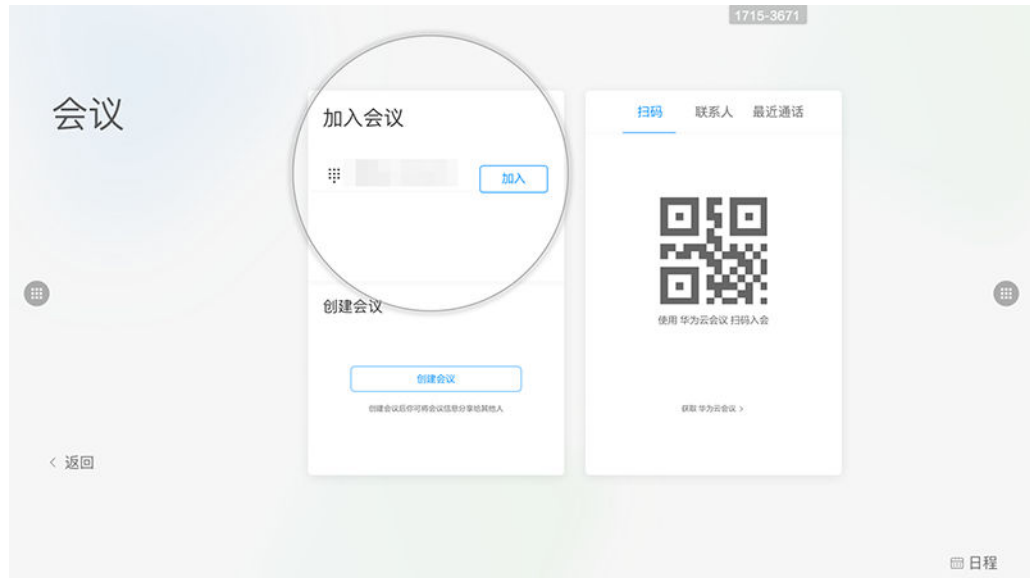 1715-3671
会议
加入会议
加入
创建会议
创建会议
创建会议后你可将会议信息分享给其他人
扫码 联系人 最近通话
使用 华为云会议 扫码入会
获取 华为云会议 >
< 返回
日程